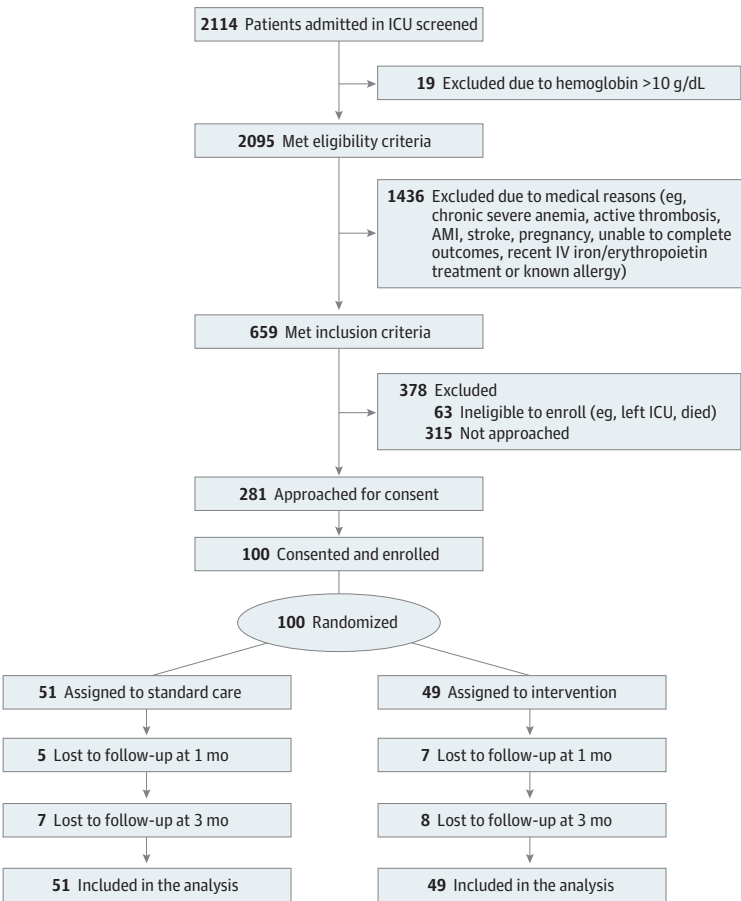 2114 Patients admitted in ICU screened
19 Excluded due to hemoglobin >10 g/dL
2095 Met eligibility criteria
1436 Excluded due to medical reasons (eg,
chronic severe anemia, active thrombosis,
AMI, stroke, pregnancy, unable to complete
outcomes, recent IV iron/erythropoietin
treatment or known allergy)
659 Met inclusion criteria
378 Excluded
63 Ineligible to enroll (eg, left ICU, died)
315 Not approached
281 Approached for consent
100 Consented and enrolled
100 Randomized
51 Assigned to standard care
49 Assigned to intervention
5 Lost to follow-up at 1 mo
7 Lost to follow-up at 1 mo
7 Lost to follow-up at 3 mo
8 Lost to follow-up at 3 mo
51 Included in the analysis
49 Included in the analysis